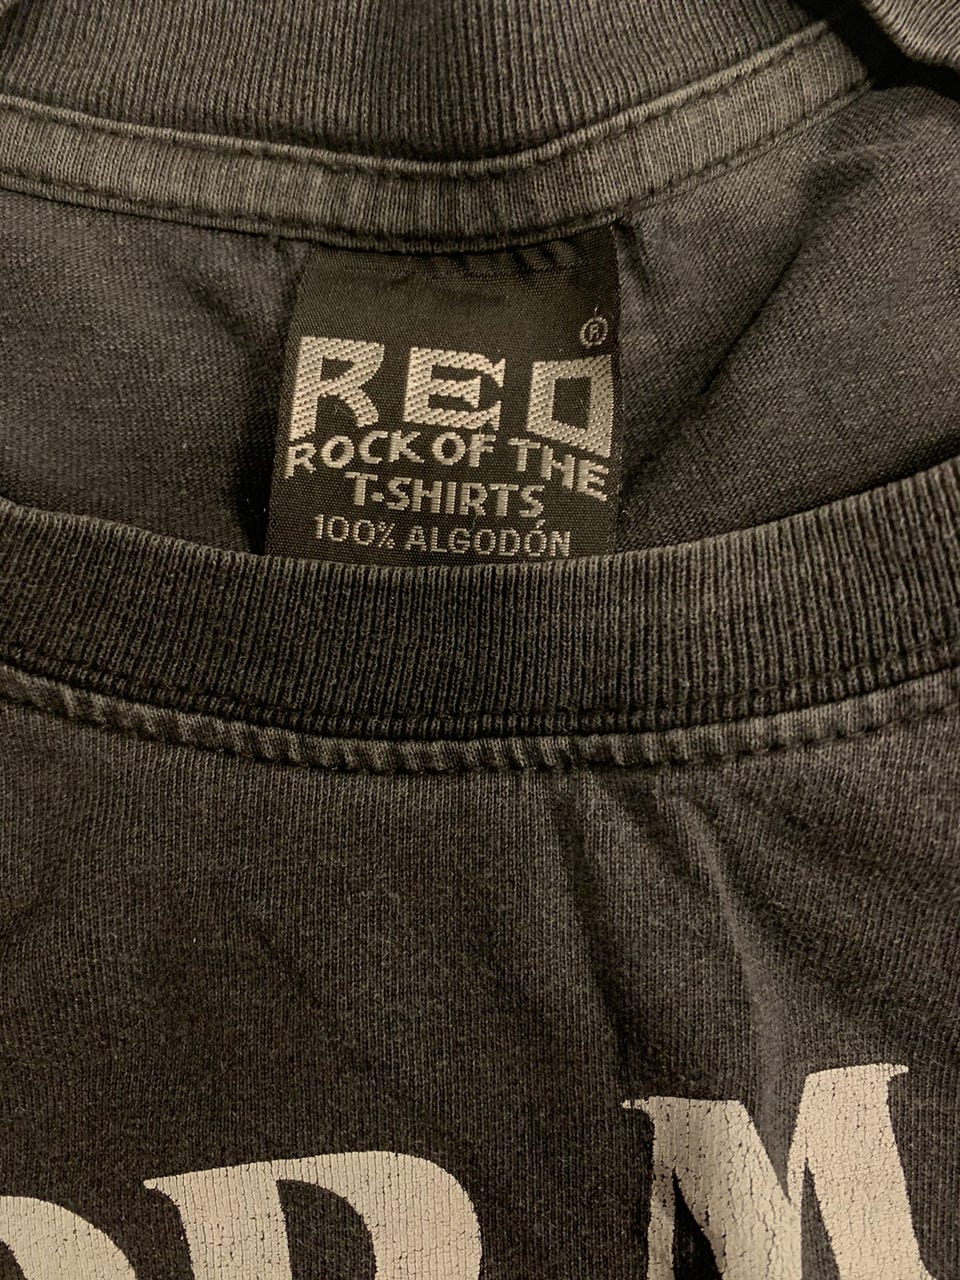 REO ®
ROCK OF THE
T-SHIRTS
100% ALGODÓN